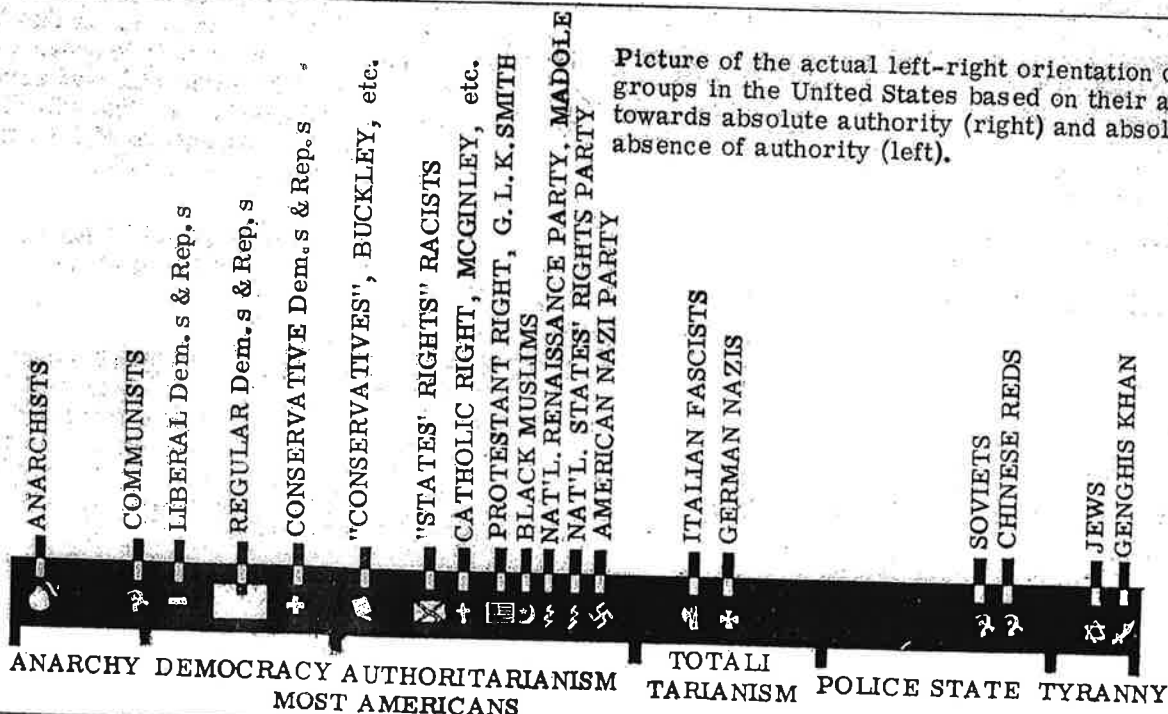 Picture of the actual left-right orientation
groups in the United States based on their
towards absolute authority (right) and
absence of authority (left).
ANARCHISTS
COMMUNISTS
LIBERAL Dem.s & Rep.s
REGULAR Dem.s & Rep.s
CONSERVATIVE Dem.s & Rep.s
"CONSERVATIVES", BUCKLEY, etc.
"STATES' RIGHTS" RACISTS
CATHOLIC RIGHT, MCGINLEY, etc.
PROTESTANT RIGHT, G.L.K.SMITH
BLACK MUSLIMS
NAT'L. RENAISSANCE PARTY, MADOLE
NAT'L. STATES' RIGHTS PARTY
AMERICAN NAZI PARTY
ITALIAN FASCISTS
GERMAN NAZIS
SOVIETS
CHINESE REDS
JEWS
GENGHIS KHAN
ANARCHY DEMOCRACY AUTHORITARIANISM
MOST AMERICANS
TOTALI
TARIANISM
POLICE STATE TYRANNY